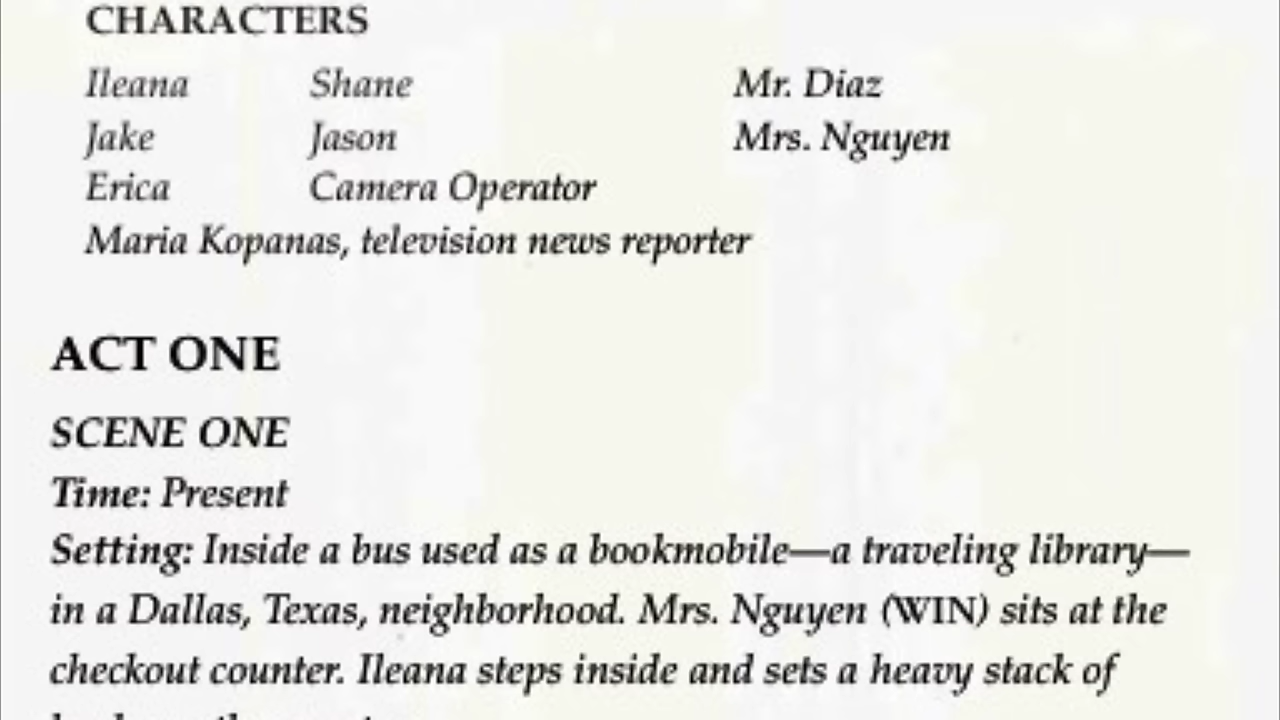 CHARACTERS
Ileana Shane Mr. Diaz
Jake Jason Mrs. Nguyen
Erica Camera Operator
Maria Kopanas, television news reporter
ACT ONE
SCENE ONE
Time: Present
Setting: Inside a bus used as a bookmobile—a traveling library—
in a Dallas, Texas, neighborhood. Mrs. Nguyen (WIN) sits at the
checkout counter. Ileana steps inside and sets a heavy stack of